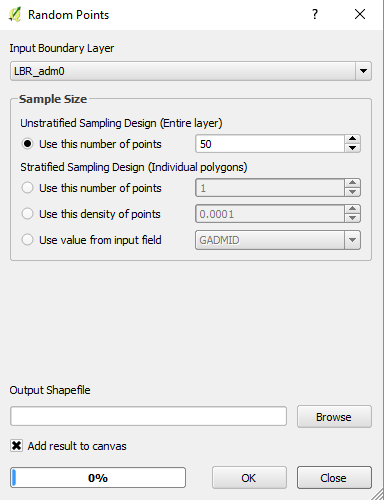 Random Points
Input Boundary Layer
LBR_adm0
Sample Size
Unstratified Sampling Design (Entire layer)
Use this number of points 50
Stratified Sampling Design (Individual polygons)
Use this number of points 1
Use this density of points 0.0001
Use value from input field GADMID
Output Shapefile
Browse
Add result to canvas
0% OK Close